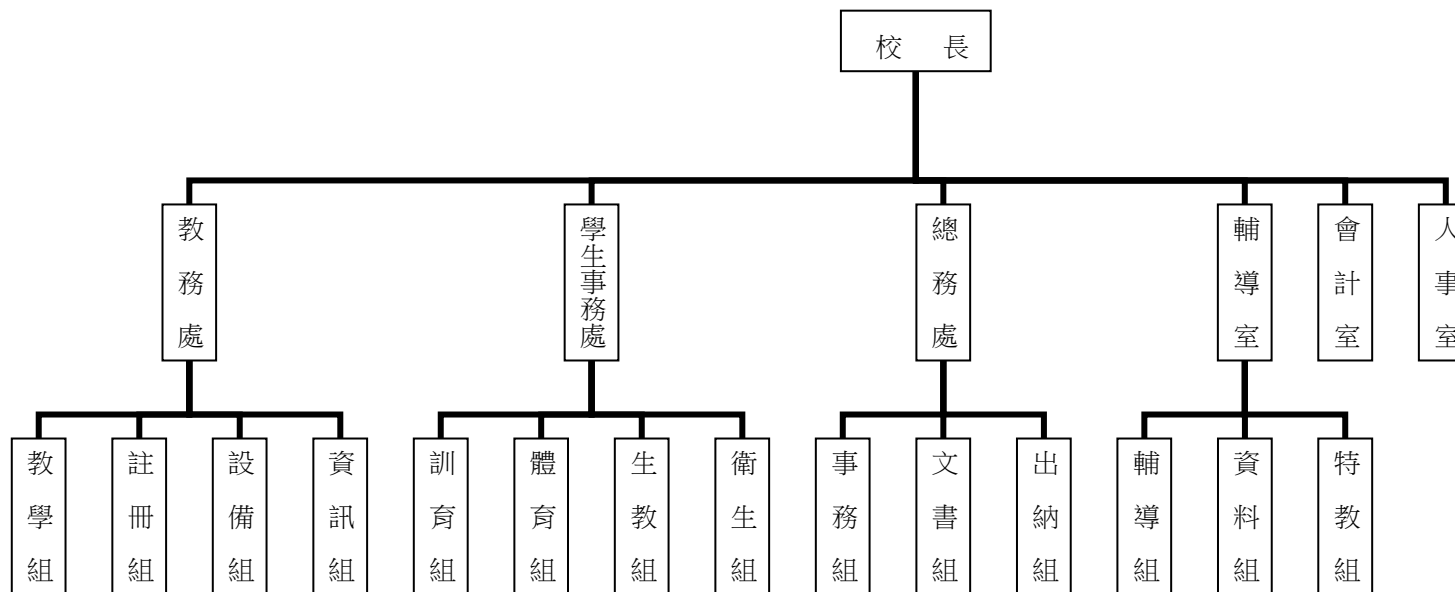 校長
教務處
學生事務處
總務處
輔導室
會計室
人事室
教學組
註冊組
設備組
資訊組
訓育組
體育組
生教組
衛生組
事務組
文書組
出納組
輔導組
資料組
特教組